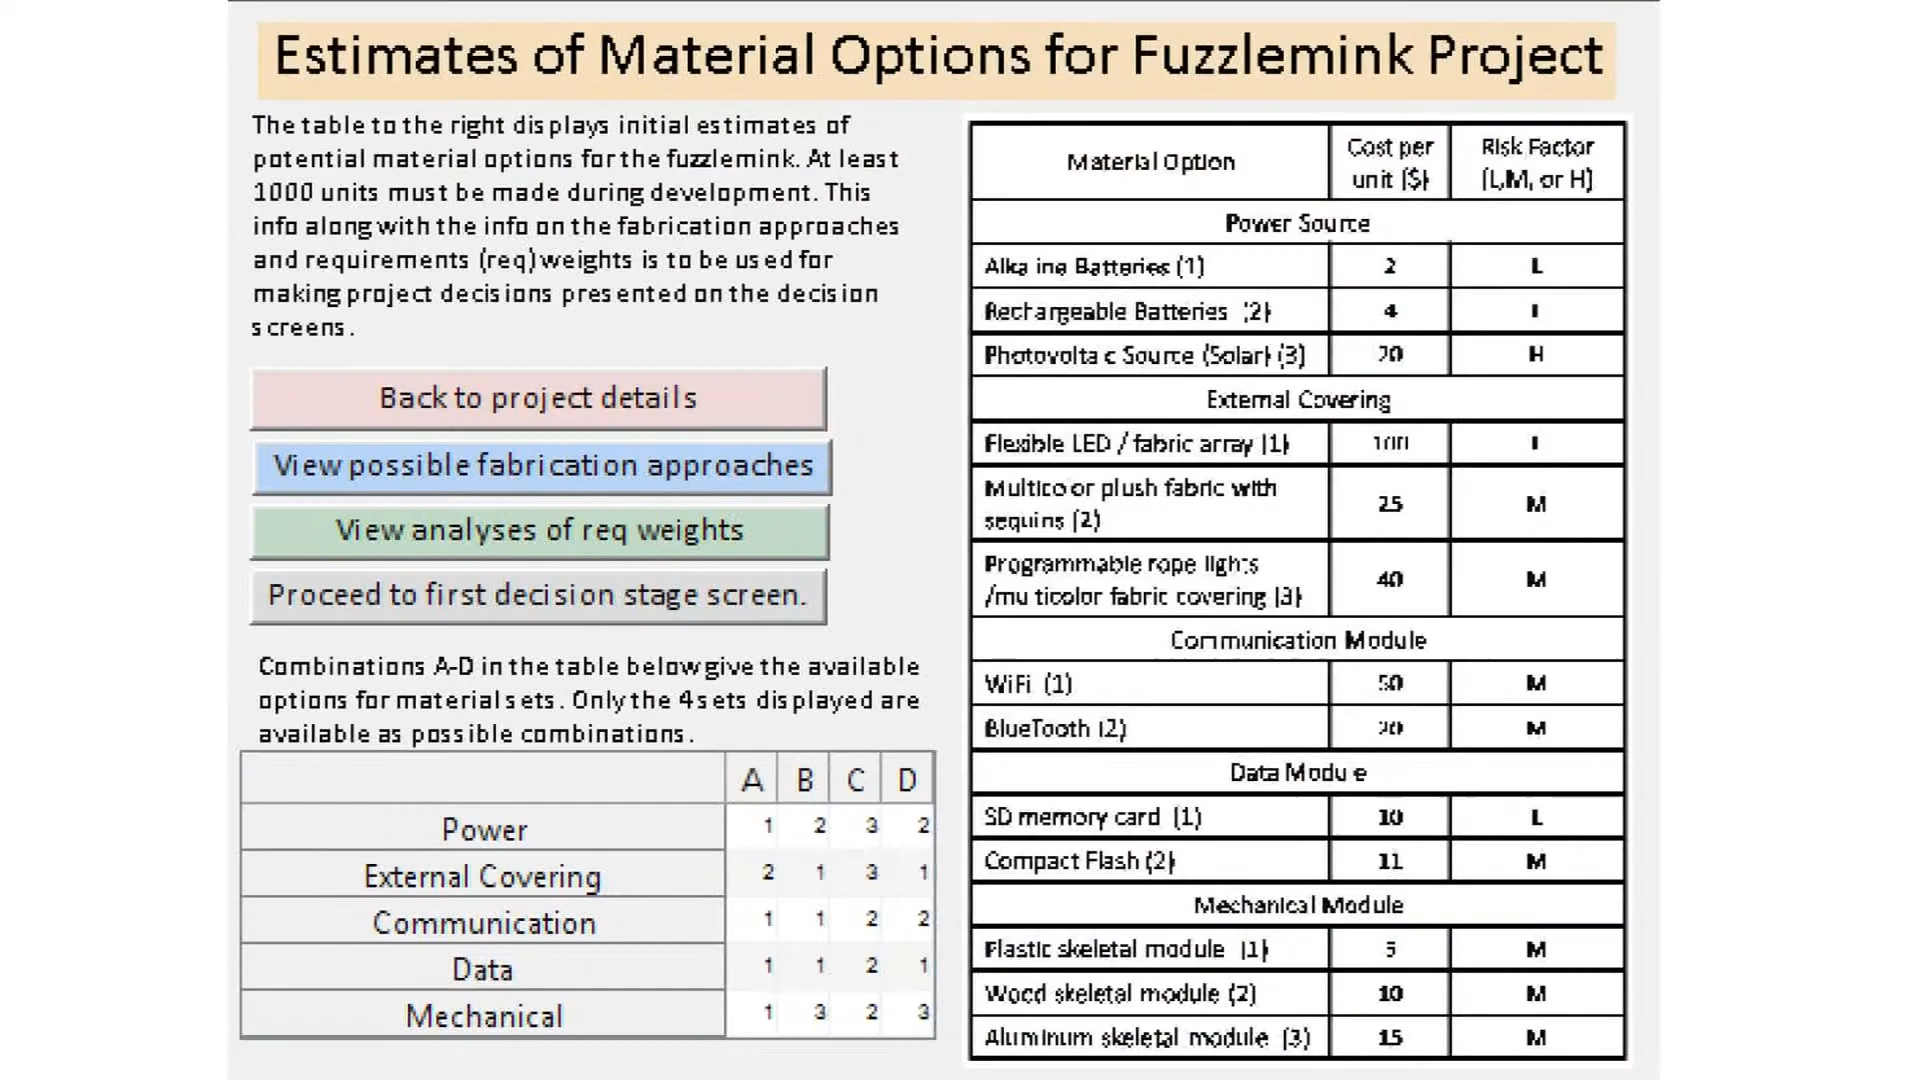 Estimates of Material Options for Fuzzlemink Project
The table to the right displays initial estimates of
potential material options for the fuzzlemink. At least
1000 units must be made during development. This
info along with the info on the fabrication approaches
and requirements (req) weights is to be used for
making project decisions presented on the decision
screens.
Back to project details
View possible fabrication approaches
View analyses of req weights
Proceed to first decision stage screen.
Combinations A-D in the table below give the available
options for material sets. Only the 4 sets displayed are
available as possible combinations.
A B C D
Power 1 2 3 2
External Covering 2 1 3 1
Communication 1 1 2 2
Data 1 1 2 1
Mechanical 1 3 2 3
Material Option Cost per unit ($) Risk Factor (L,M, or H)
Power Source
Alkaline Batteries (1) 2 L
Rechargeable Batteries (2) 4
Photovoltaic Source (Solar) (3) 20 H
External Covering
Flexible LED / fabric array (1) 100
Multicolor plush fabric with
sequins (2) 25 M
Programmable rope lights
/multicolor fabric covering (3) 40 M
Communication Module
WiFi (1) 50 M
BlueTooth (2) 20 M
Data Module
SD memory card (1) 10 L
Compact Flash (2) 11 M
Mechanical Module
Plastic skeletal module (1) 5 M
Wood skeletal module (2) 10 M
Aluminum skeletal module (3) 15 M